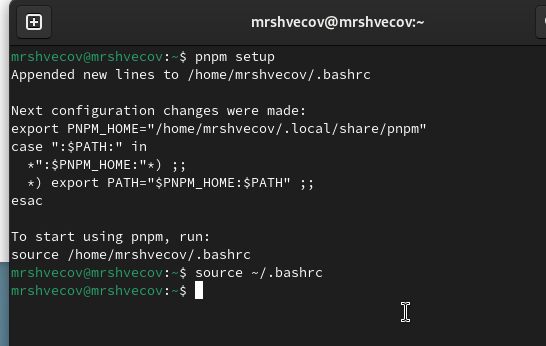 mrshvecov@mrshvecov:~
mrshvecov@mrshvecov:~$ pnpm setup
Appended new lines to /home/mrshvecov/.bashrc
Next configuration changes were made:
export PNPM_HOME="/home/mrshvecov/.local/share/pnpm"
case ":$PATH:" in
  *":$PNPM_HOME:"*) ;;
  *) export PATH="$PNPM_HOME:$PATH" ;;
esac
To start using pnpm, run:
source /home/mrshvecov/.bashrc
mrshvecov@mrshvecov:~$ source ~/.bashrc
mrshvecov@mrshvecov:~$